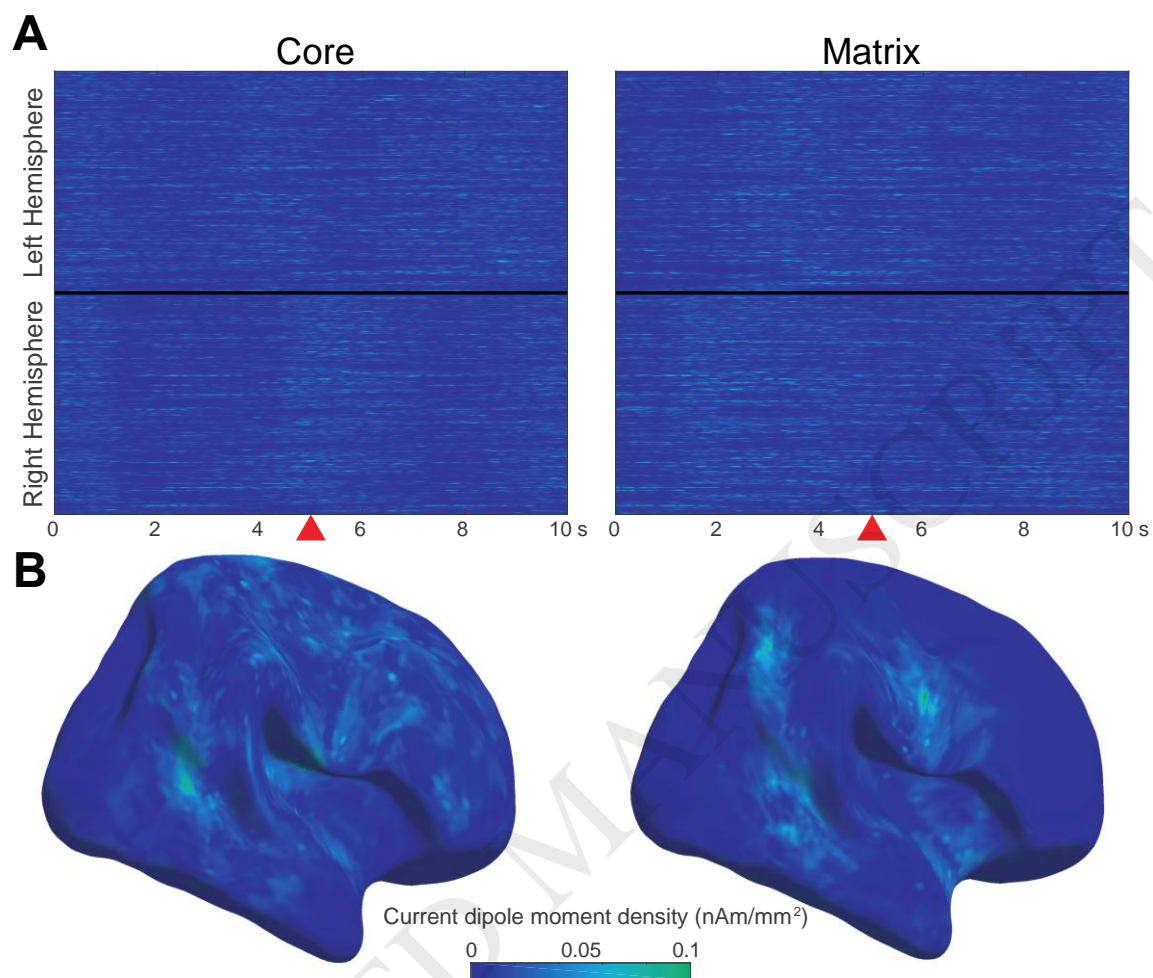 A
Core
Matrix
Left Hemisphere
Right Hemisphere
0 2 4 6 8 10 s
0 2 4 6 8 10 s
B
Current dipole moment density (nAm/mm²)
0 0.05 0.1
D MANUSCRIPT